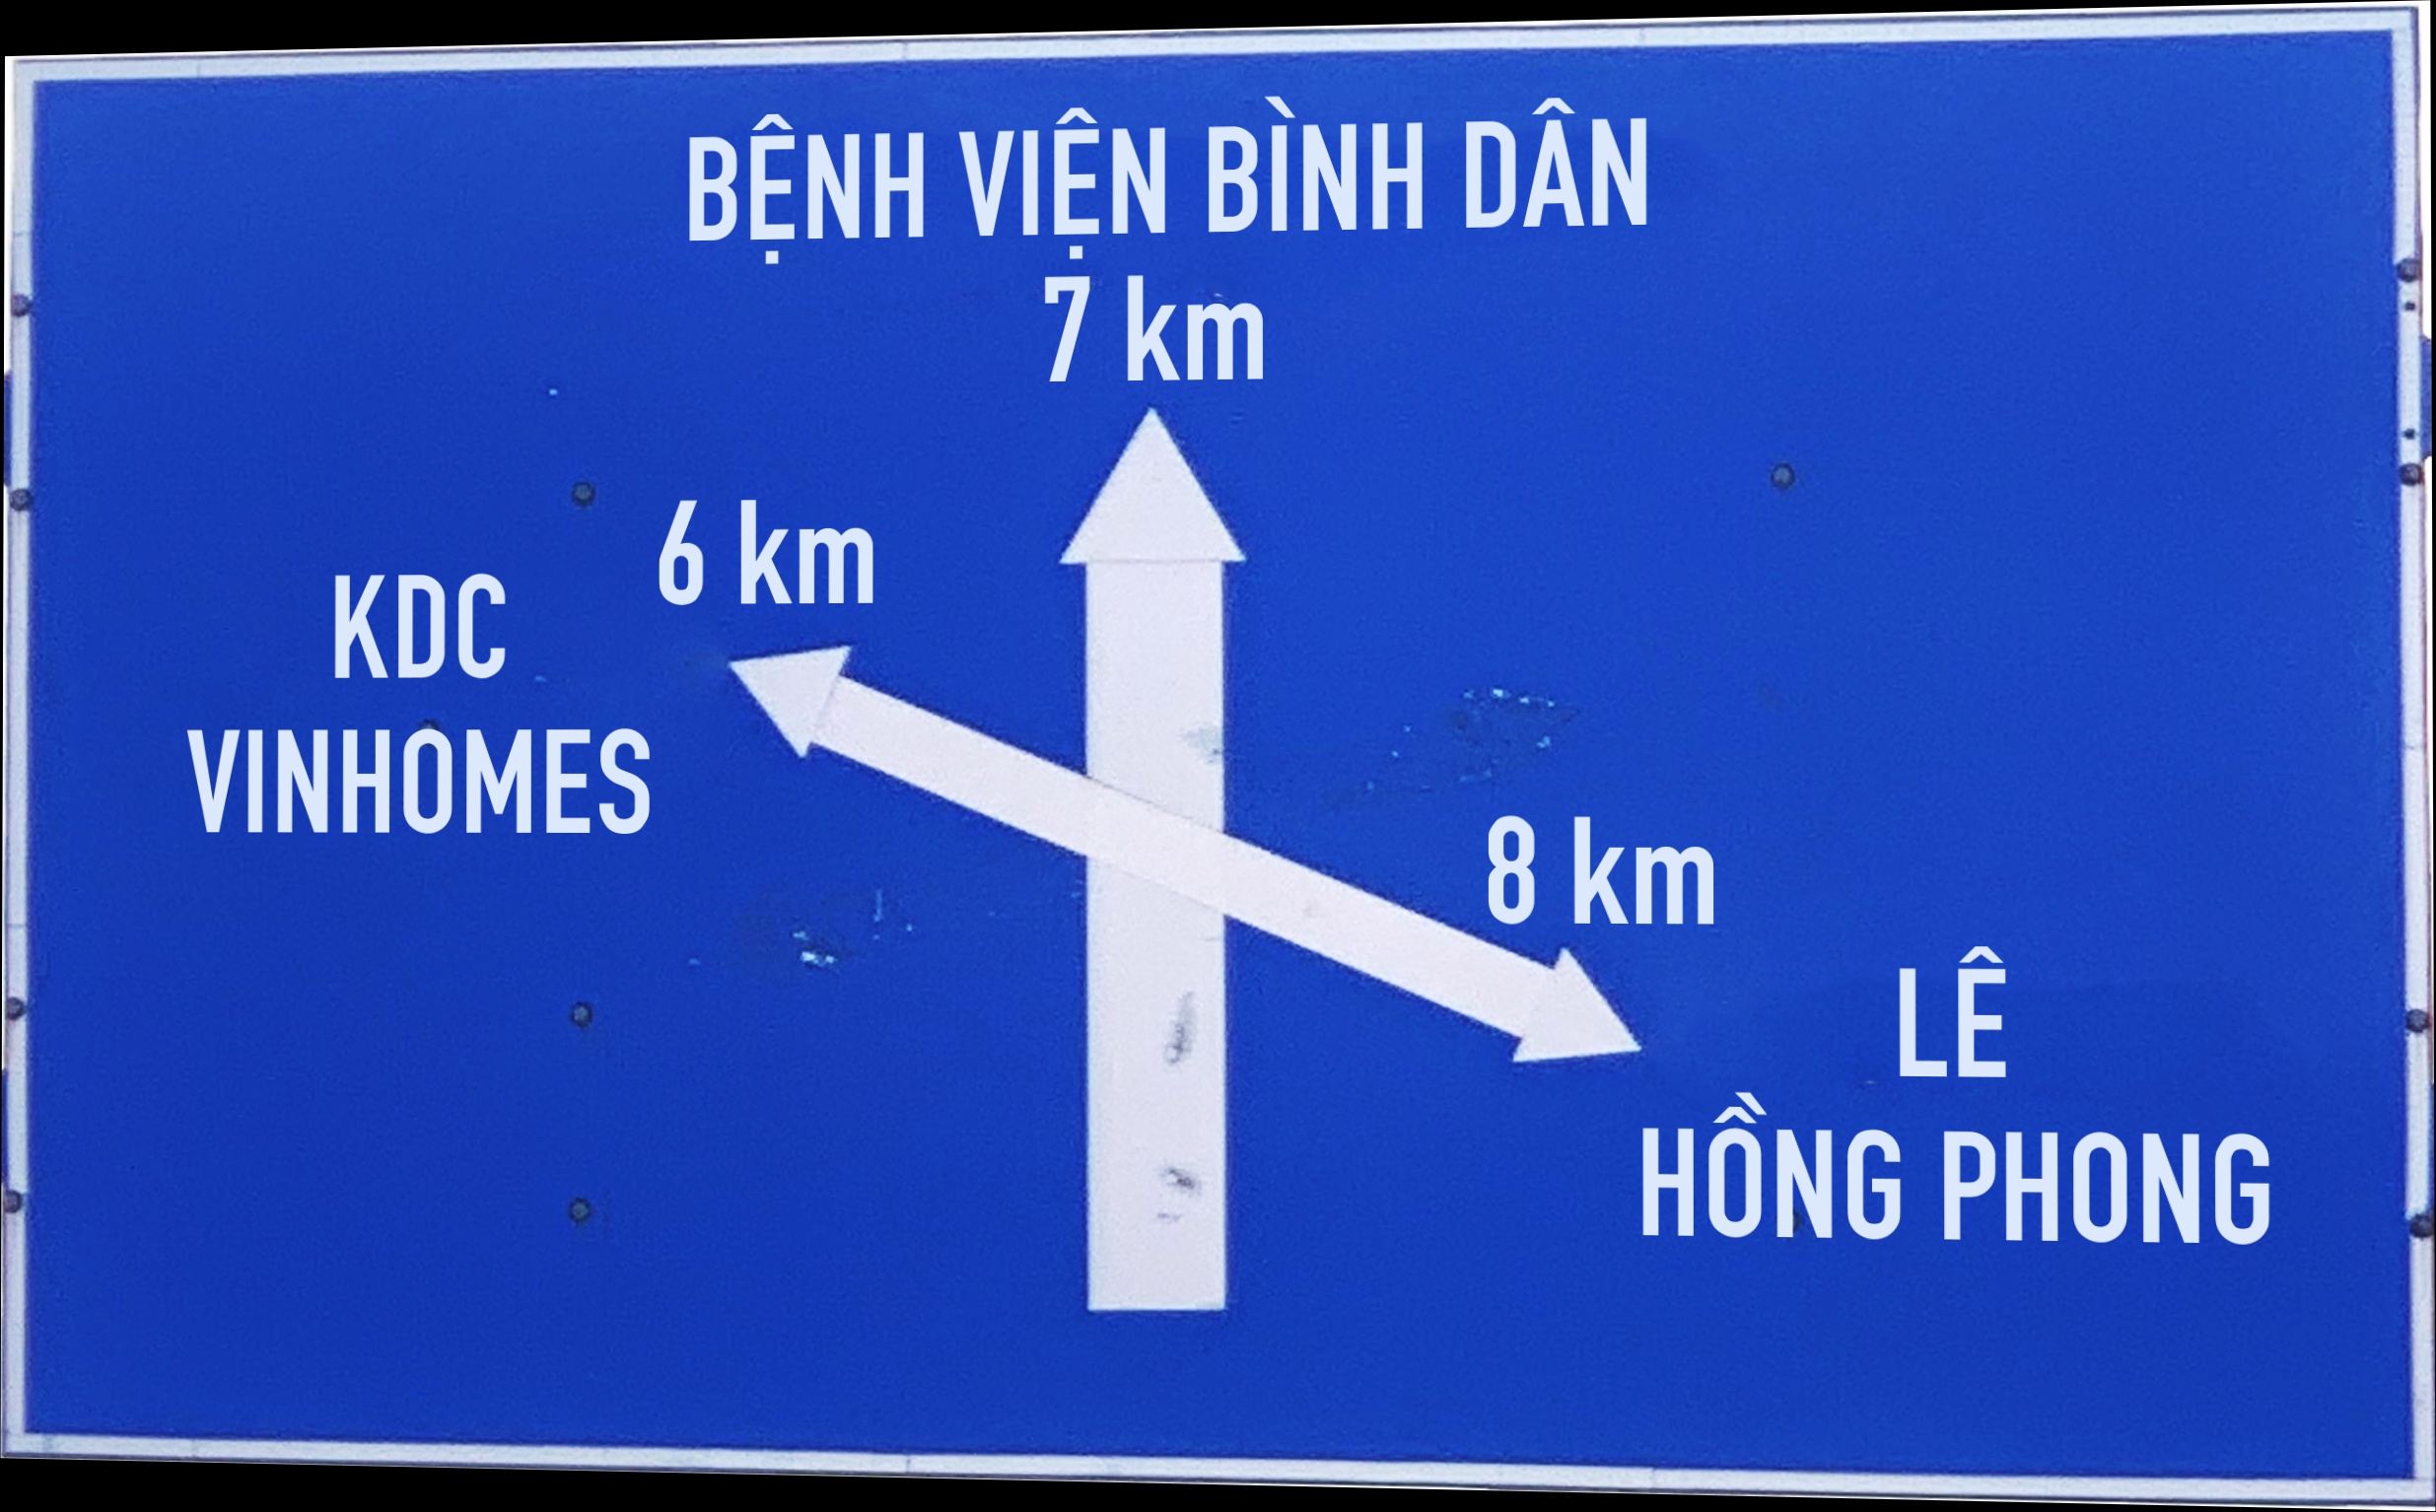 BỆNH VIỆN BÌNH DÂN
7 km
6 km
KDC
VINHOMES
8 km
LÊ
HỒNG PHONG